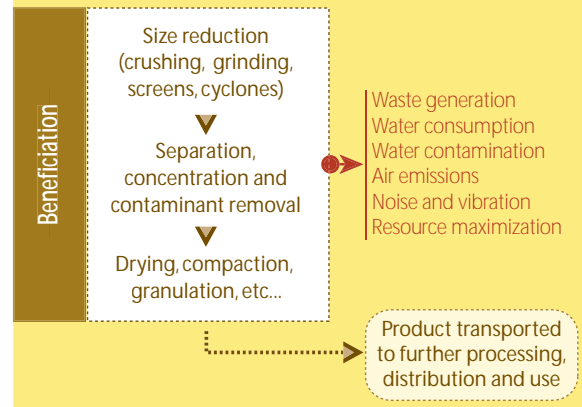 Beneficiation
Size reduction
(crushing, grinding,
screens, cyclones)
Separation,
concentration and
contaminant removal
Drying, compaction,
granulation, etc...
Waste generation
Water consumption
Water contamination
Air emissions
Noise and vibration
Resource maximization
Product transported
to further processing,
distribution and use